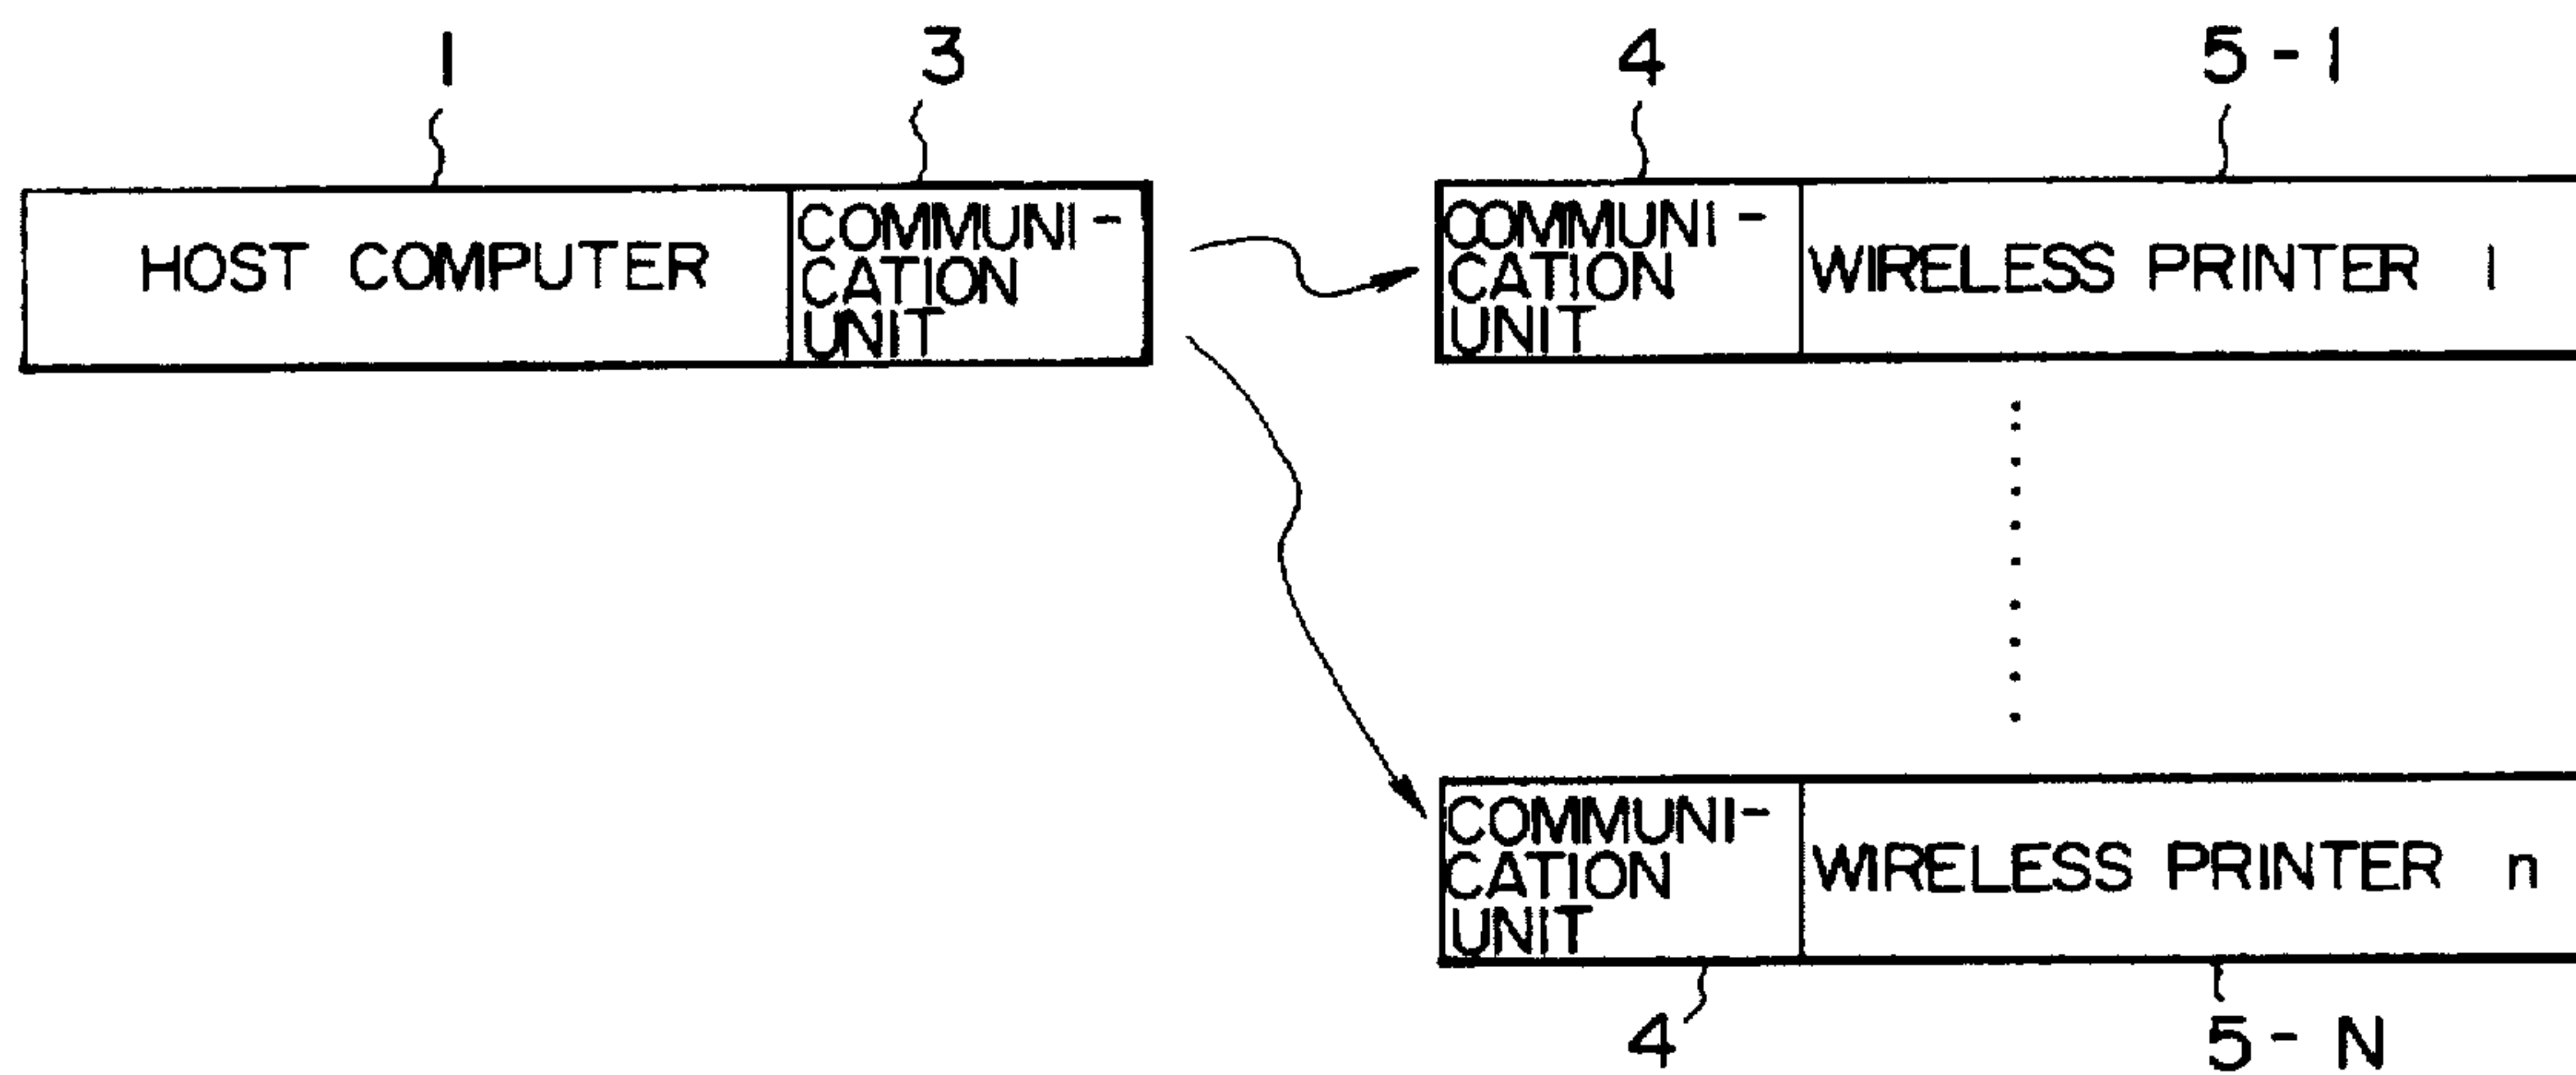 1
3
4
5-1
HOST COMPUTER
COMMUNI-
CATION
UNIT
COMMUNI-
CATION
UNIT
WIRELESS PRINTER 1
COMMUNI-
CATION
UNIT
WIRELESS PRINTER n
4
5-N